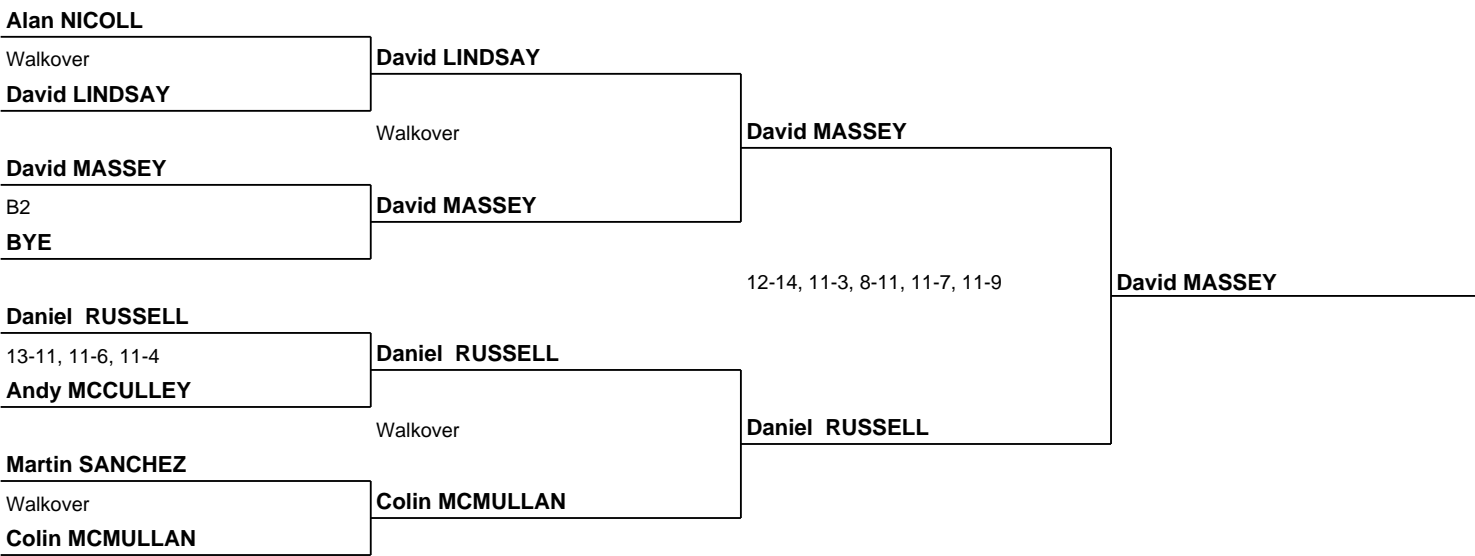 Alan NICOLL
Walkover
David LINDSAY
David LINDSAY
Walkover
David MASSEY
David MASSEY
B2
David MASSEY
BYE
12-14, 11-3, 8-11, 11-7, 11-9
David MASSEY
Daniel  RUSSELL
13-11, 11-6, 11-4
Daniel  RUSSELL
Andy MCCULLEY
Walkover
Daniel  RUSSELL
Martin SANCHEZ
Walkover
Colin MCMULLAN
Colin MCMULLAN